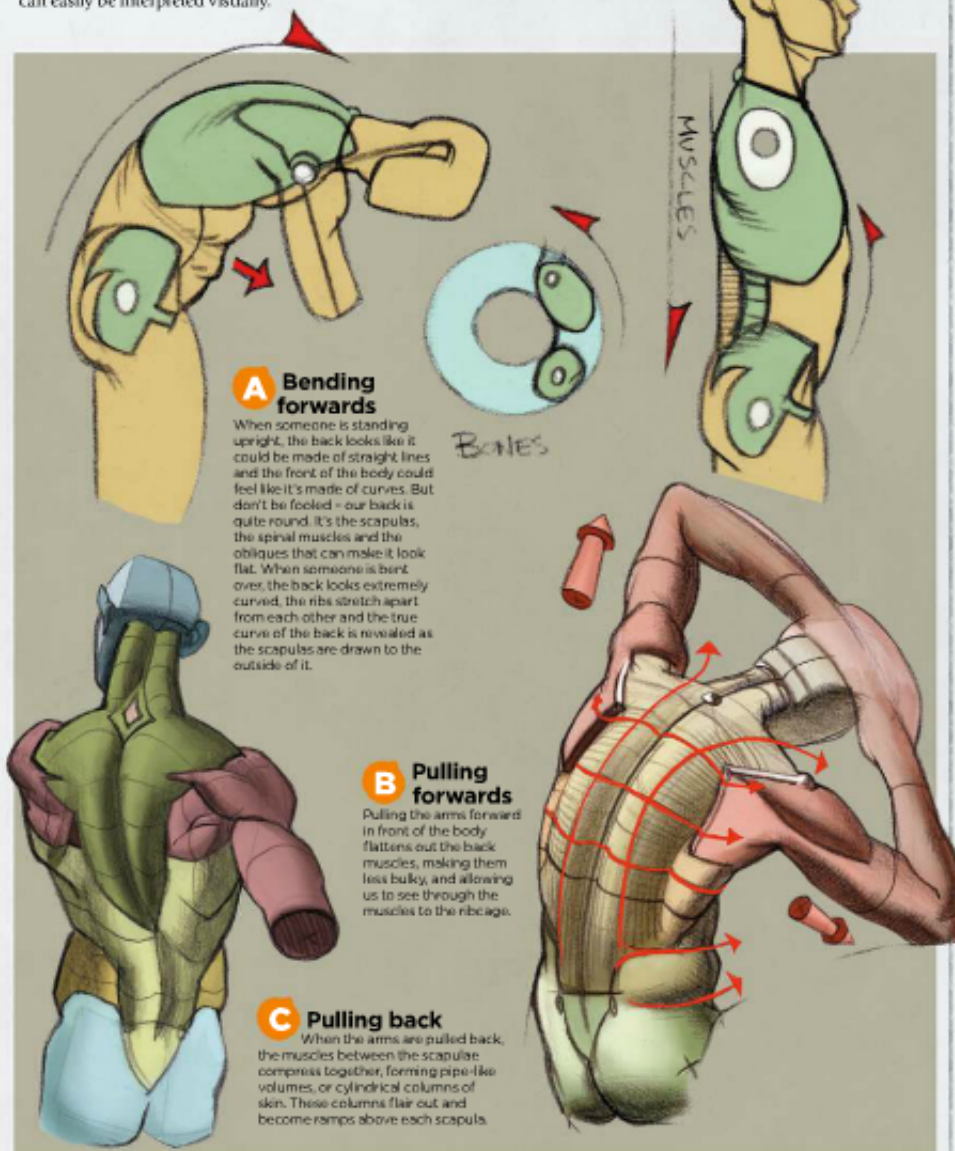 can easily be interpreted visually.
MUSCLES
BONES
A Bending
forwards
When someone is standing
upright, the back looks like it
could be made of straight lines
and the front of the body could
feel like it's made of curves. But
don't be fooled – our back is
quite round. It's the scapulas,
the spinal muscles and the
obliques that can make it look
flat. When someone is bent
over, the back looks extremely
curved, the ribs stretch apart
from each other and the true
curve of the back is revealed as
the scapulas are drawn to the
outside of it.
B Pulling
forwards
Pulling the arms forward
in front of the body
flattens out the back
muscles, making them
less bulky, and allowing
us to see through the
muscles to the ribcage.
C Pulling back
When the arms are pulled back,
the muscles between the scapulae
compress together, forming pipe-like
volumes, or cylindrical columns of
skin. These columns flair out and
become ramps above each scapula.